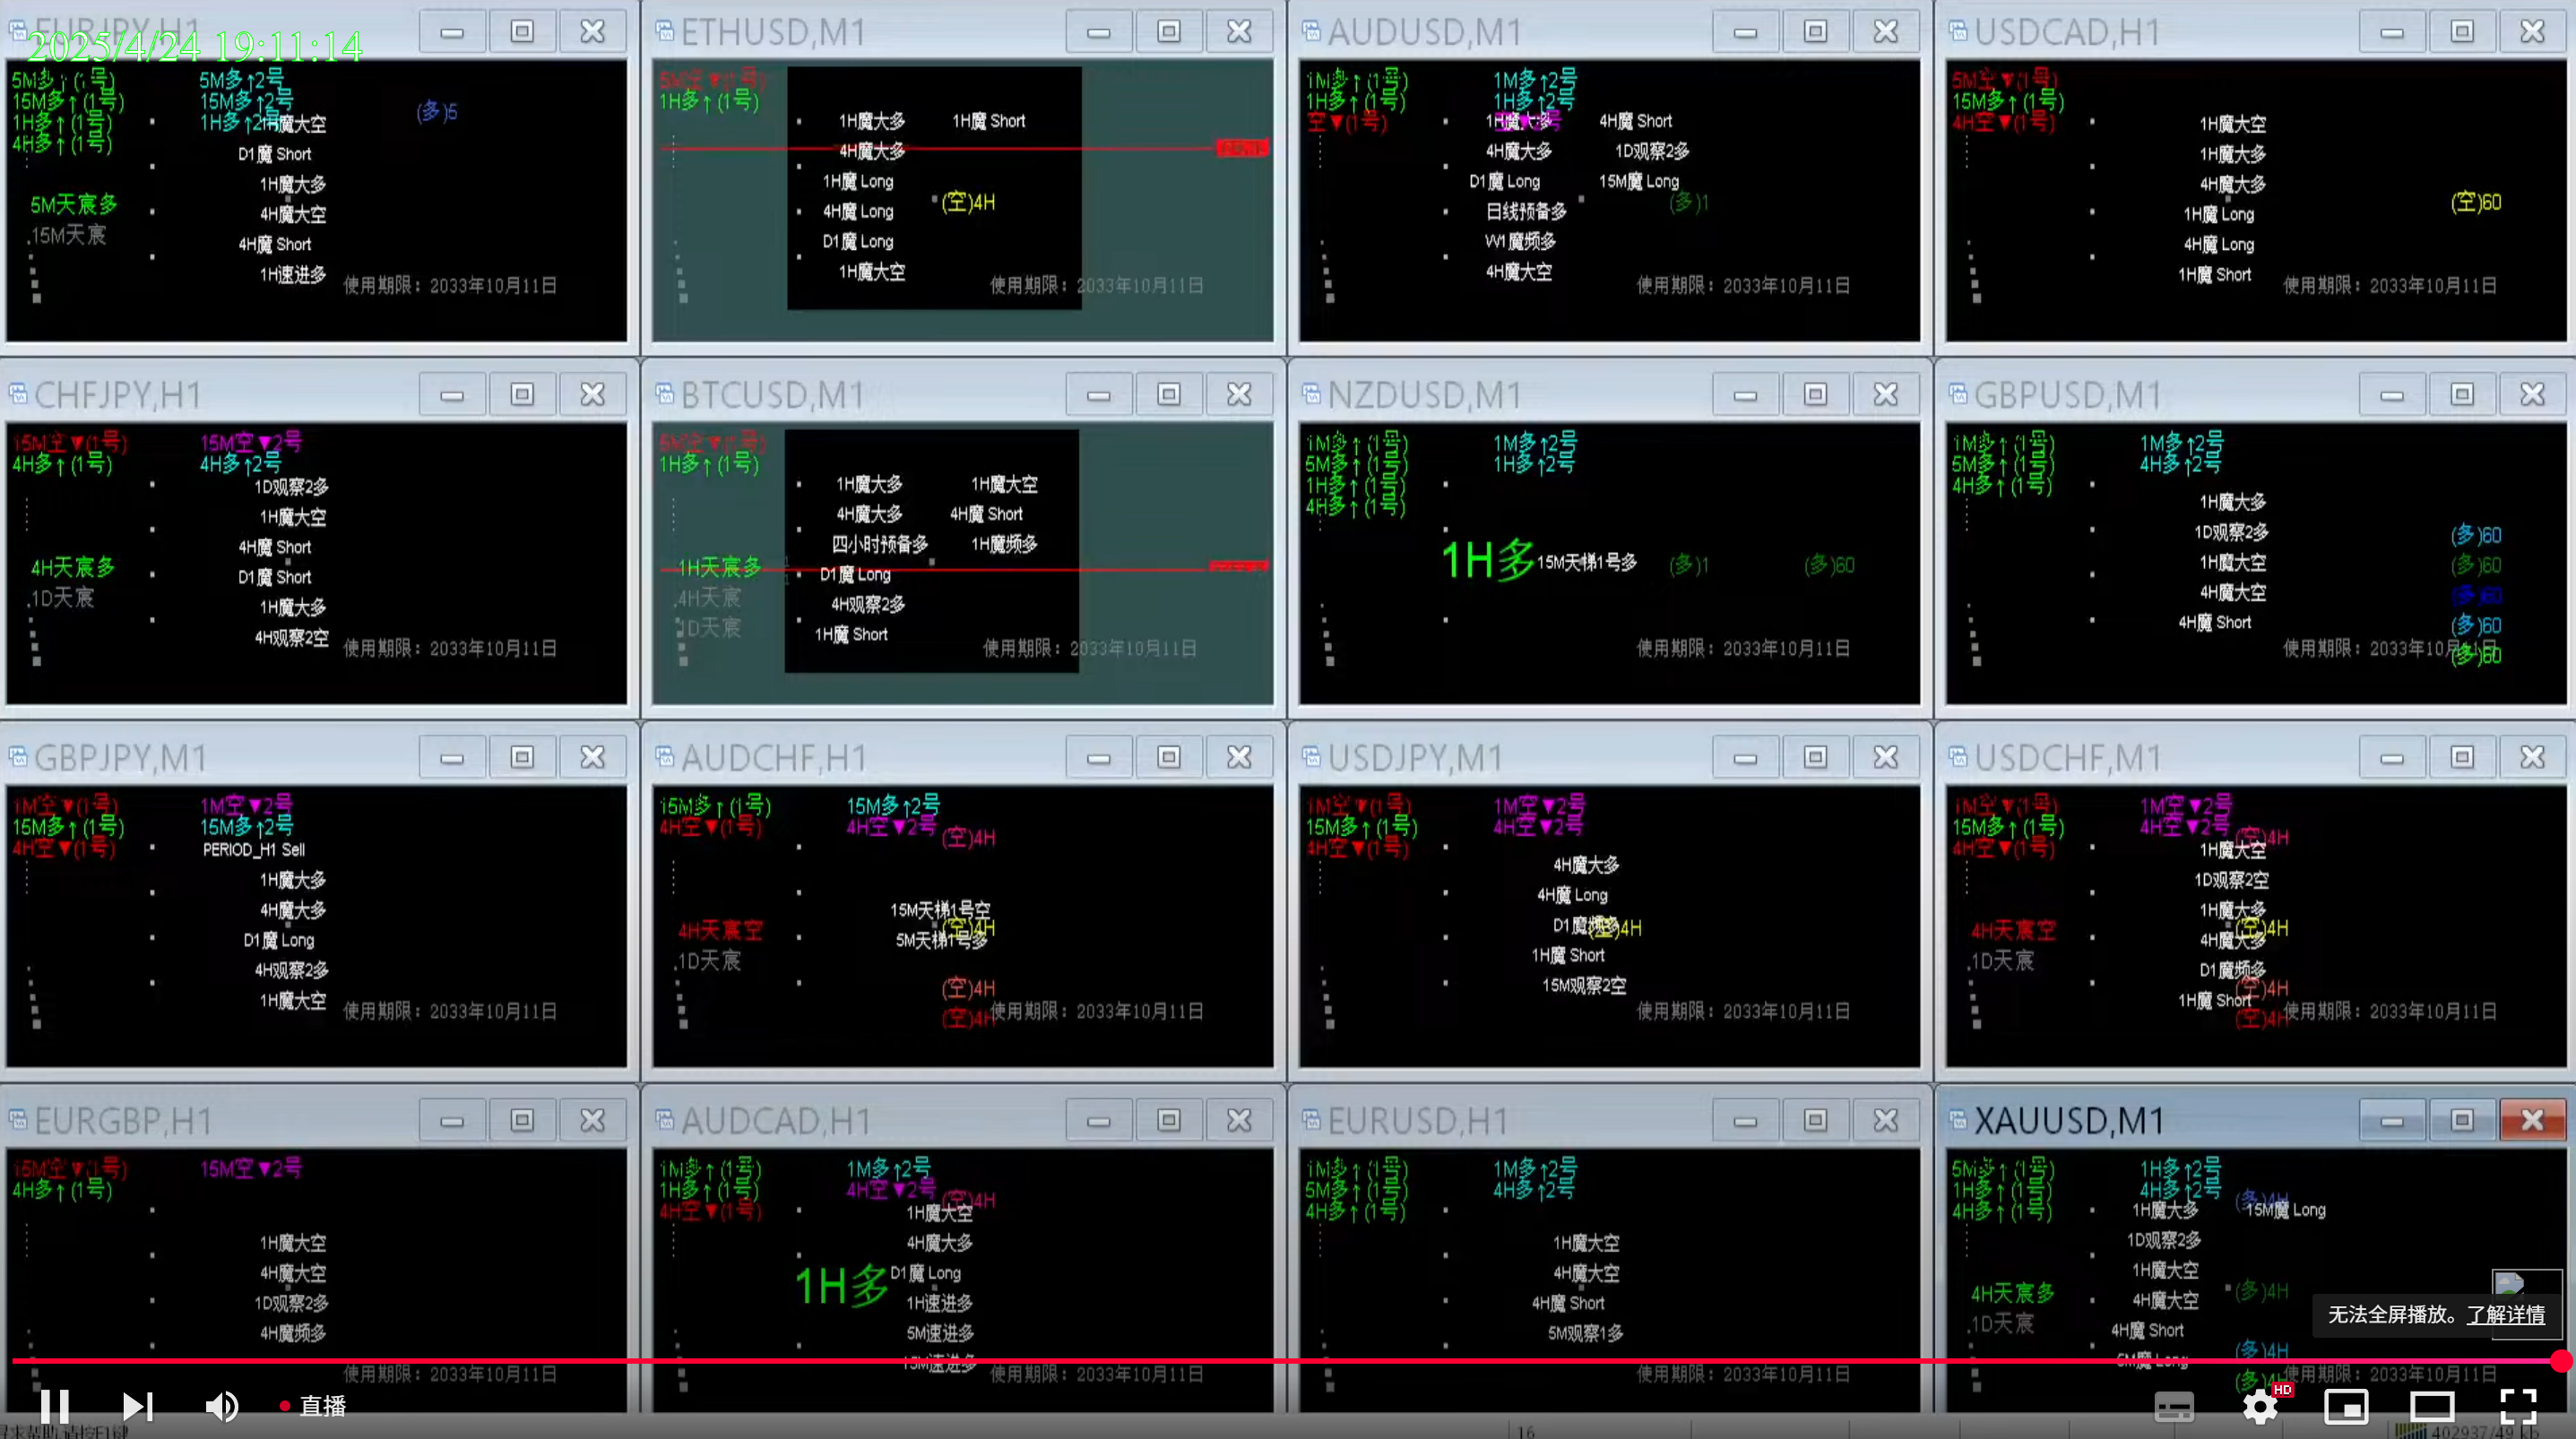 EURJPY,H1
2025/4/24 19:11:14
5M多↑(1号)
5M多↑2号
15M多↑(1号)
15M多↑2号
(多)5
1H多↑(1号)
1H多↑2号
4H多↑(1号)
D1魔 Short
1H魔大多
5M天宸多
4H魔大空
.15M天宸
4H魔 Short
1H速进多
使用期限：2033年10月11日
ETHUSD,M1
5M空▼(1号)
1H多↑(1号)
1H魔大多
1H魔 Short
4H魔大多
1H魔 Long
(空)4H
4H魔 Long
D1魔 Long
1H魔大空
使用期限：2033年10月11日
AUDUSD,M1
1M多↑(1号)
1M多↑2号
1H多↑(1号)
1H多↑2号
空▼(1号)
4H魔 Short
4H魔大多
1D观察2多
D1魔 Long
15M魔 Long
(多)1
日线预备多
W1魔频多
4H魔大空
使用期限：2033年10月11日
USDCAD,H1
5M空▼(1号)
15M多↑(1号)
4H空▼(1号)
1H魔大空
1H魔大多
4H魔大多
(空)60
1H魔 Long
4H魔 Long
1H魔 Short
使用期限：2033年10月11日
CHFJPY,H1
15M空▼(1号)
15M空▼2号
4H多↑(1号)
4H多↑2号
1D观察2多
1H魔大空
4H魔 Short
4H天宸多
D1魔 Short
.1D天宸
1H魔大多
4H观察2空
使用期限：2033年10月11日
BTCUSD,M1
5M空▼(1号)
1H多↑(1号)
1H魔大多
1H魔大空
4H魔大多
4H魔 Short
四小时预备多
1H魔频多
1H天宸多
D1魔 Long
.4H天宸
4H观察2多
.1D天宸
1H魔 Short
使用期限：2033年10月11日
NZDUSD,M1
1M多↑(1号)
1M多↑2号
5M多↑(1号)
1H多↑2号
1H多↑(1号)
4H多↑(1号)
1H多
15M天梯1号多
(多)1
(多)60
使用期限：2033年10月11日
GBPUSD,M1
1M多↑(1号)
1M多↑2号
5M多↑(1号)
4H多↑2号
4H多↑(1号)
1H魔大多
1D观察2多
(多)60
1H魔大空
(多)60
4H魔大空
(多)60
4H魔 Short
(多)60
使用期限：2033年10月11日
(多)60
GBPJPY,M1
1M空▼(1号)
1M空▼2号
15M多↑(1号)
15M多↑2号
4H空▼(1号)
PERIOD_H1 Sell
1H魔大多
4H魔大多
D1魔 Long
4H观察2多
1H魔大空
使用期限：2033年10月11日
AUDCHF,H1
15M多↑(1号)
15M多↑2号
4H空▼(1号)
4H空▼2号
(空)4H
15M天梯1号空
4H天宸空
(空)4H
5M天梯1号多
.1D天宸
(空)4H
(空)4H
使用期限：2033年10月11日
USDJPY,M1
1M空▼(1号)
1M空▼2号
15M多↑(1号)
4H空▼2号
4H空▼(1号)
4H魔大多
4H魔 Long
D1魔频多
(空)4H
1H魔 Short
15M观察2空
使用期限：2033年10月11日
USDCHF,M1
1M空▼(1号)
1M空▼2号
15M多↑(1号)
4H空▼2号
(空)4H
4H空▼(1号)
1H魔大空
1D观察2空
1H魔大多
4H天宸空
(空)4H
4H魔大多
.1D天宸
D1魔频多
(空)4H
1H魔 Short
(空)4H
使用期限：2033年10月11日
EURGBP,H1
15M空▼(1号)
15M空▼2号
4H多↑(1号)
1H魔大空
4H魔大空
1D观察2多
4H魔频多
使用期限：2033年10月11日
AUDCAD,H1
1M多↑(1号)
1M多↑2号
1H多↑(1号)
4H空▼2号
(空)4H
4H空▼(1号)
1H魔大空
4H魔大多
1H多
D1魔 Long
1H速进多
5M速进多
15M速进多
使用期限：2033年10月11日
EURUSD,H1
1M多↑(1号)
1M多↑2号
5M多↑(1号)
4H多↑2号
4H多↑(1号)
1H魔大空
4H魔大空
4H魔 Short
5M观察1多
使用期限：2033年10月11日
XAUUSD,M1
5M多↑(1号)
1H多↑2号
1H多↑(1号)
4H多↑2号
(多)4H
4H多↑(1号)
1H魔大多
15M魔 Long
1D观察2多
1H魔大空
4H天宸多
4H魔大空
(多)4H
.1D天宸
4H魔 Short
(多)4H
5M魔 Long
使用期限：2033年10月11日
无法全屏播放。了解详情
直播
HD
16
402937/49 kb